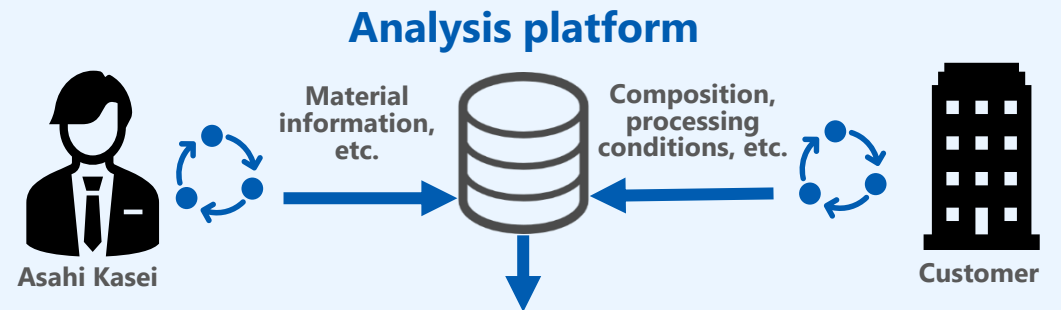 Analysis platform
Material
information,
etc.
Composition,
processing
conditions, etc.
Asahi Kasei
Customer